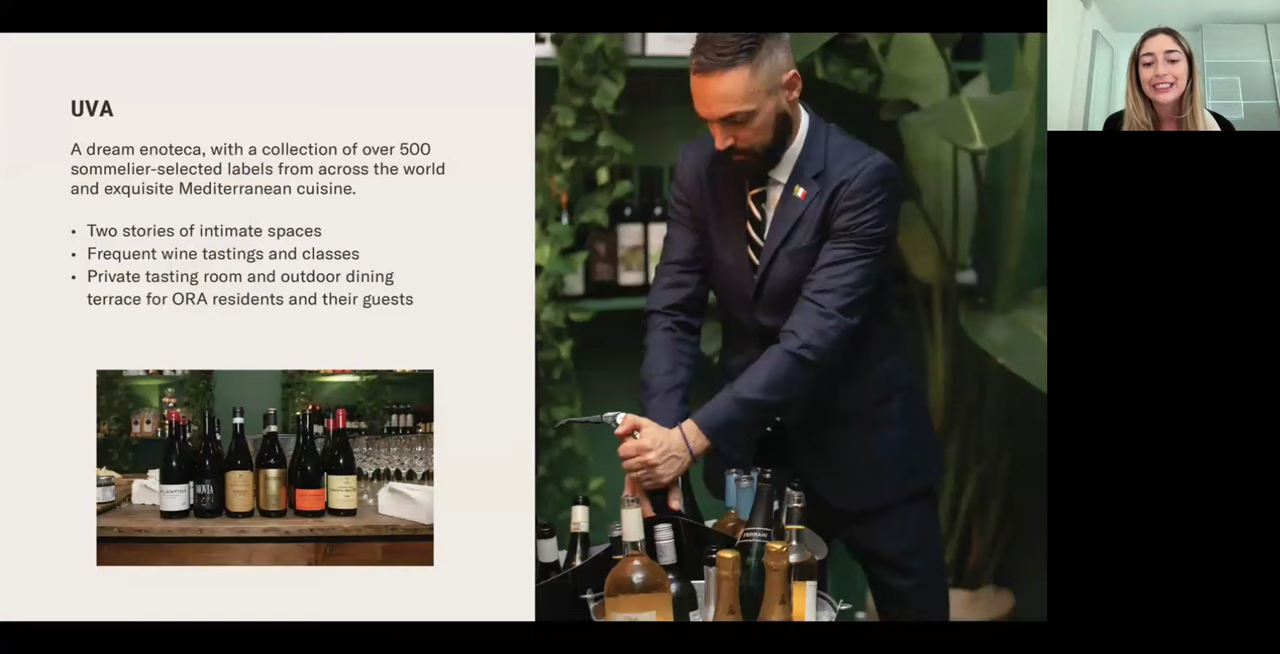 UVA
A dream enoteca, with a collection of over 500
sommelier-selected labels from across the world
and exquisite Mediterranean cuisine.
• Two stories of intimate spaces
• Frequent wine tastings and classes
• Private tasting room and outdoor dining
terrace for ORA residents and their guests
MOVIA
FERRARI